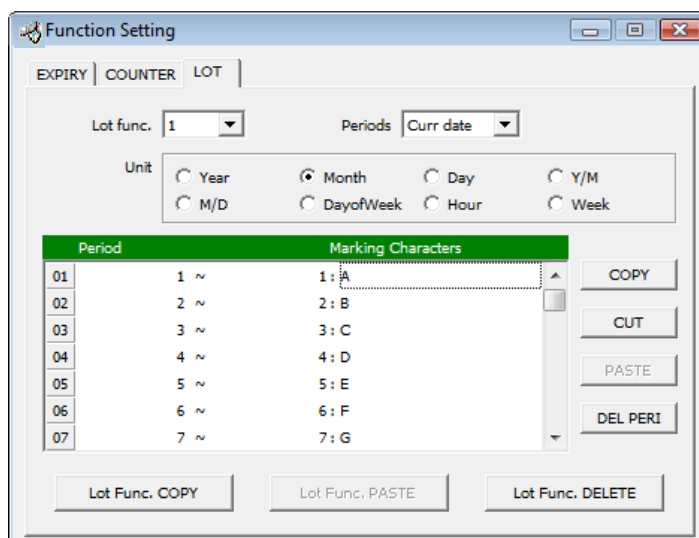 Function Setting
EXPIRY COUNTER LOT
Lot func. 1 Periods Curr date
Unit Year Month Day Y/M
M/D DayofWeek Hour Week
Period Marking Characters
01 1 ~ 1 : A COPY
02 2 ~ 2 : B
03 3 ~ 3 : C CUT
04 4 ~ 4 : D PASTE
05 5 ~ 5 : E
06 6 ~ 6 : F DEL PERI
07 7 ~ 7 : G
Lot Func. COPY Lot Func. PASTE Lot Func. DELETE